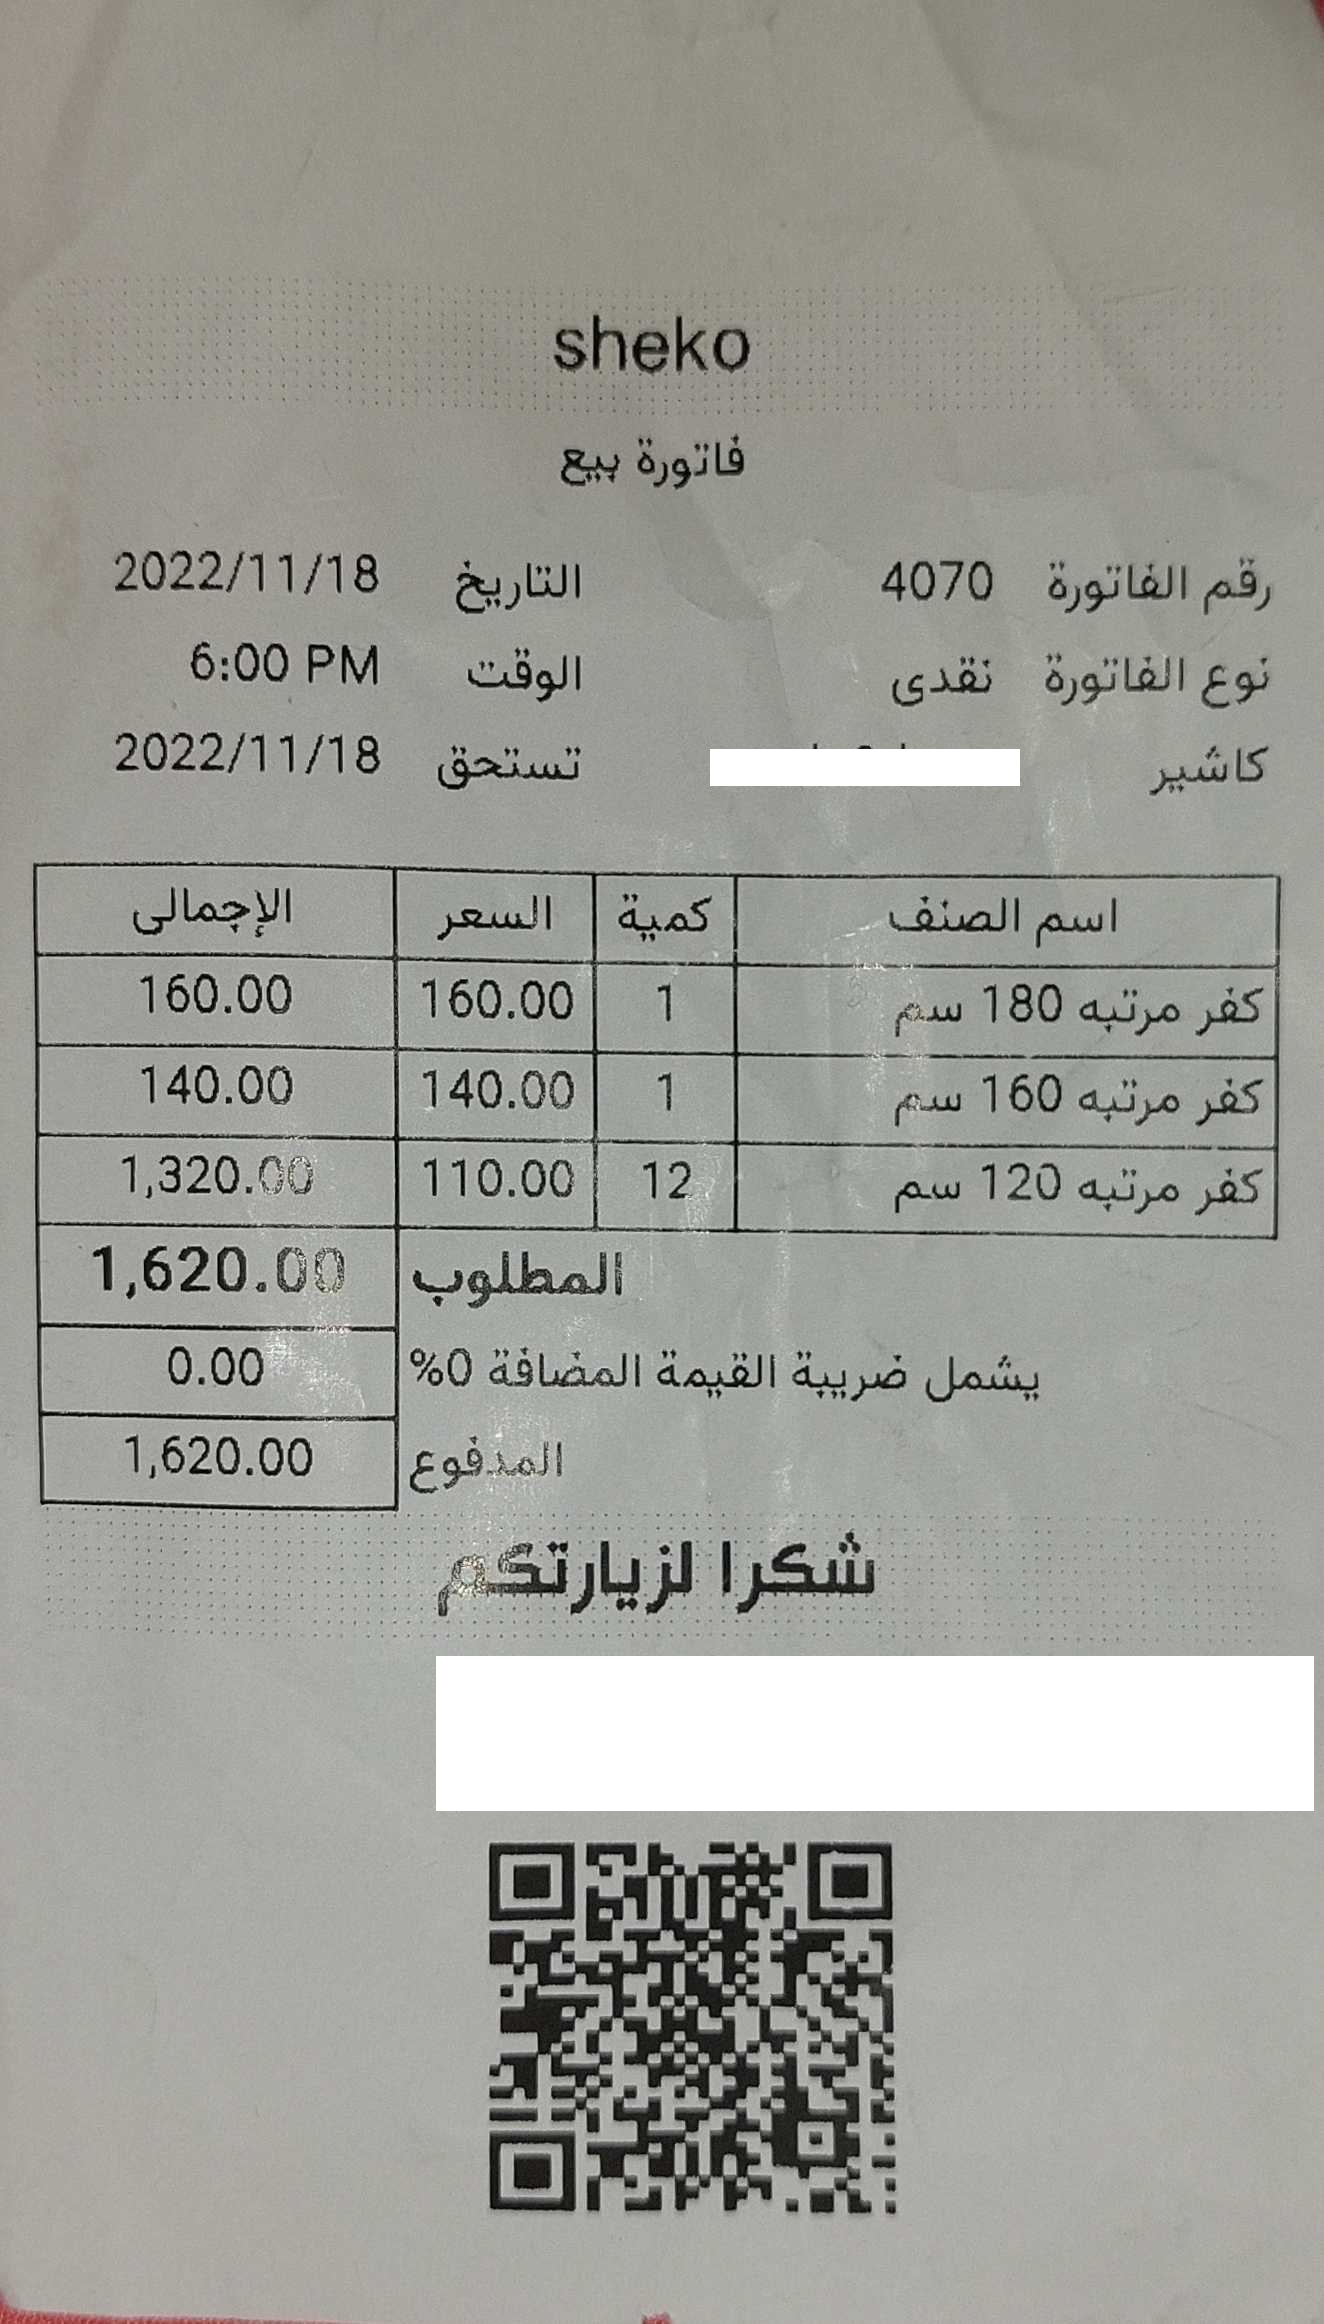 sheko
فاتورة بيع
رقم الفاتورة 4070 التاريخ 2022/11/18
نوع الفاتورة نقدى الوقت 6:00 PM
كاشير تستحق 2022/11/18
اسم الصنف كمية السعر الإجمالى
كفر مرتبه 180 سم 1 160.00 160.00
كفر مرتبه 160 سم 1 140.00 140.00
كفر مرتبه 120 سم 12 110.00 1,320.00
المطلوب 1,620.00
يشمل ضريبة القيمة المضافة 0% 0.00
المدفوع 1,620.00
شكرا لزيارتكم